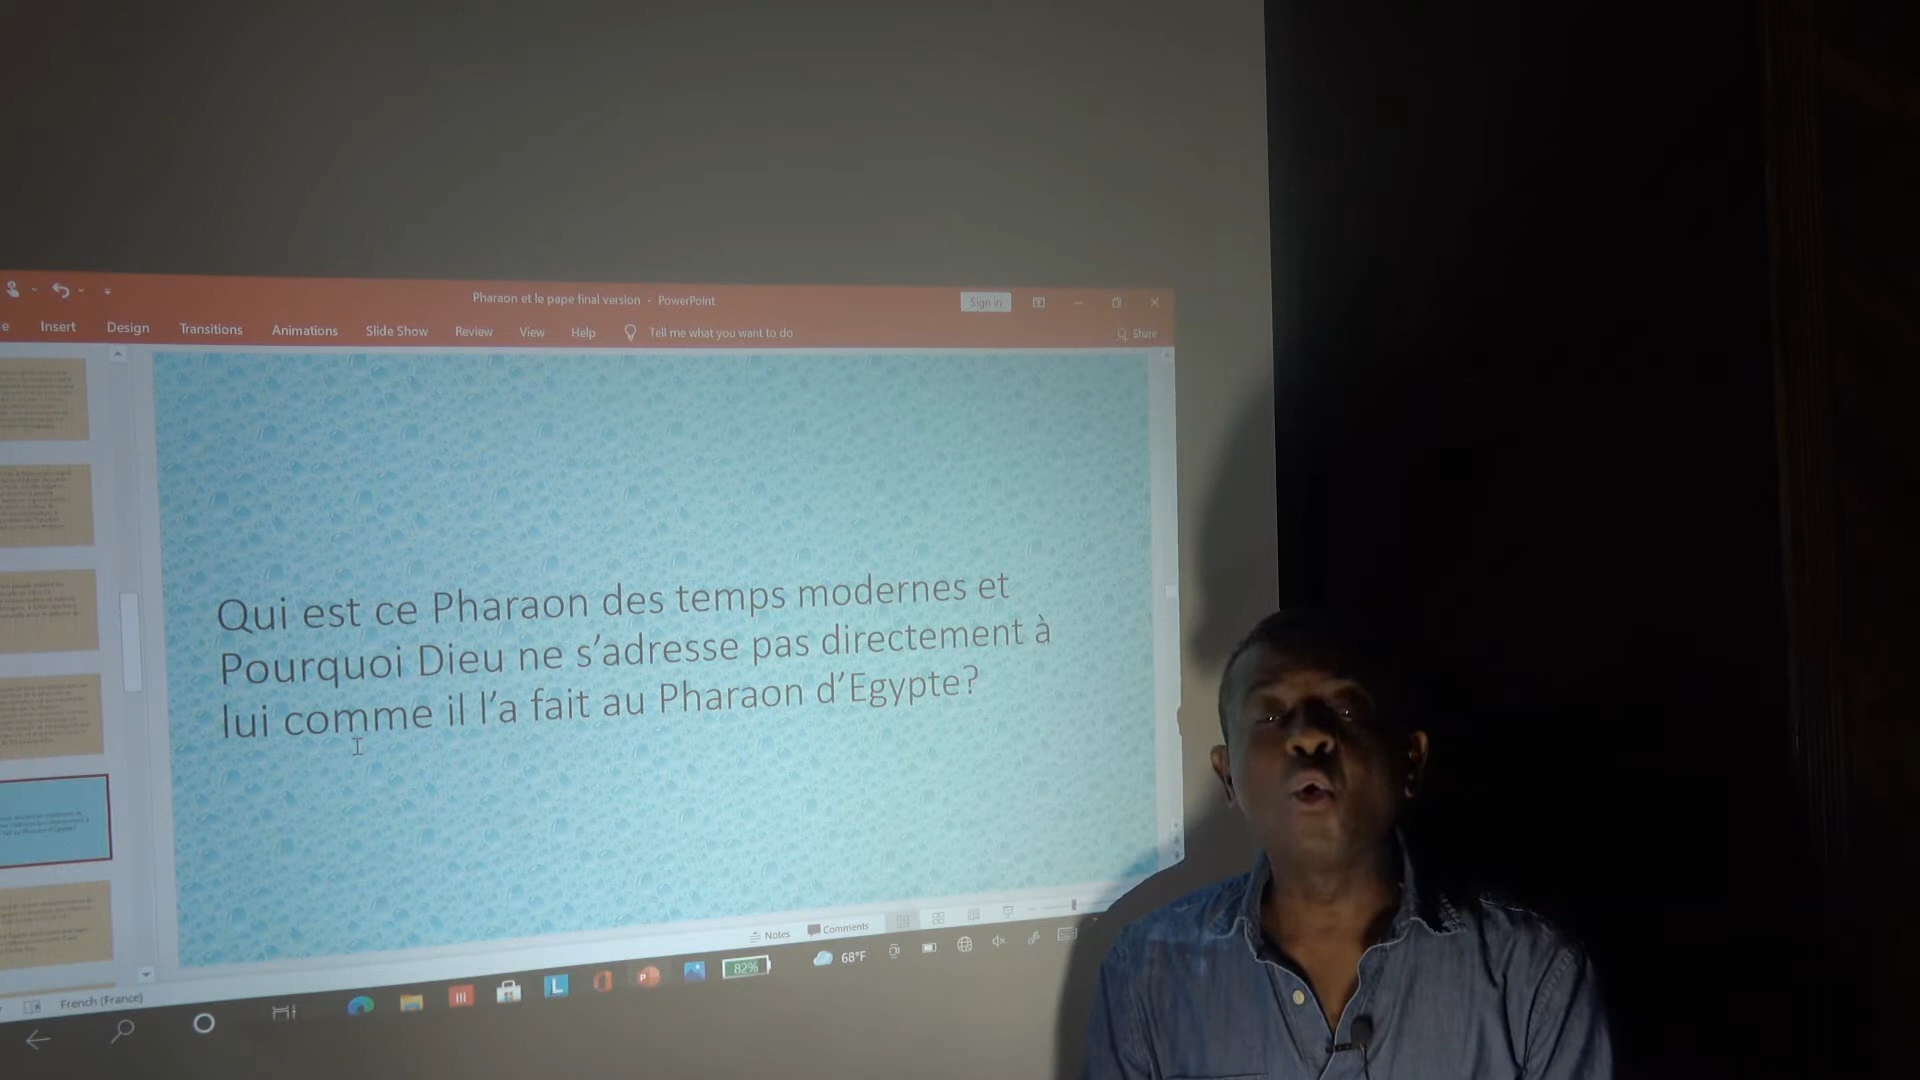 Pharaon et le pape final version - PowerPoint
Sign in
Insert Design Transitions Animations Slide Show Review View Help Tell me what you want to do Share
Qui est ce Pharaon des temps modernes et
Pourquoi Dieu ne s'adresse pas directement à
lui comme il l'a fait au Pharaon d'Egypte?
Notes Comments
French (France)
82% 68°F